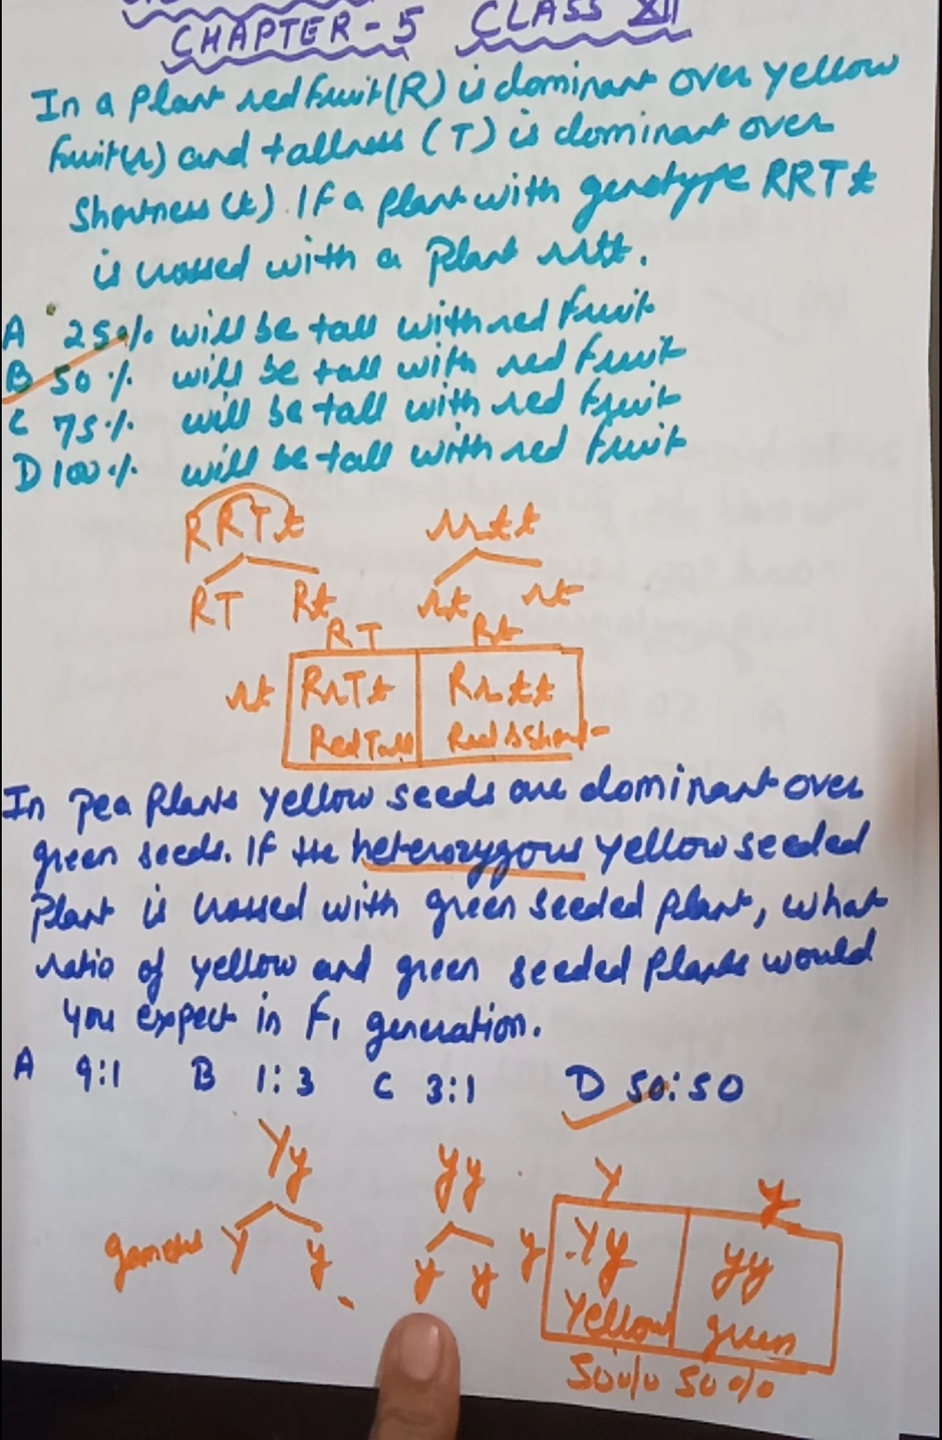 CHAPTER-5 CLASS XII
In a Plant red fruit(R) is dominant over yellow
fruit(r) and tallness (T) is dominant over
Shortness (t). If a plant with genotype RRTt
is crossed with a Plant rrtt.
A 25% will be tall with red fruit
B 50% will be tall with red fruit
C 75% will be tall with red fruit
D 100% will be tall with red fruit
RRTt rrtt
RT Rt rt rt
RT Rt
rt RrTt Rrtt
Red Tall Red & Short
In pea Plants yellow seeds are dominant over
green seeds. If the heterozygous yellow seeded
Plant is crossed with green seeded plant, what
ratio of yellow and green seeded Plants would
you expect in F1 generation.
A 9:1 B 1:3 C 3:1 D 50:50
Yy yy Y y
gametes Y y y y y Yy yy
Yellow green
50% 50%